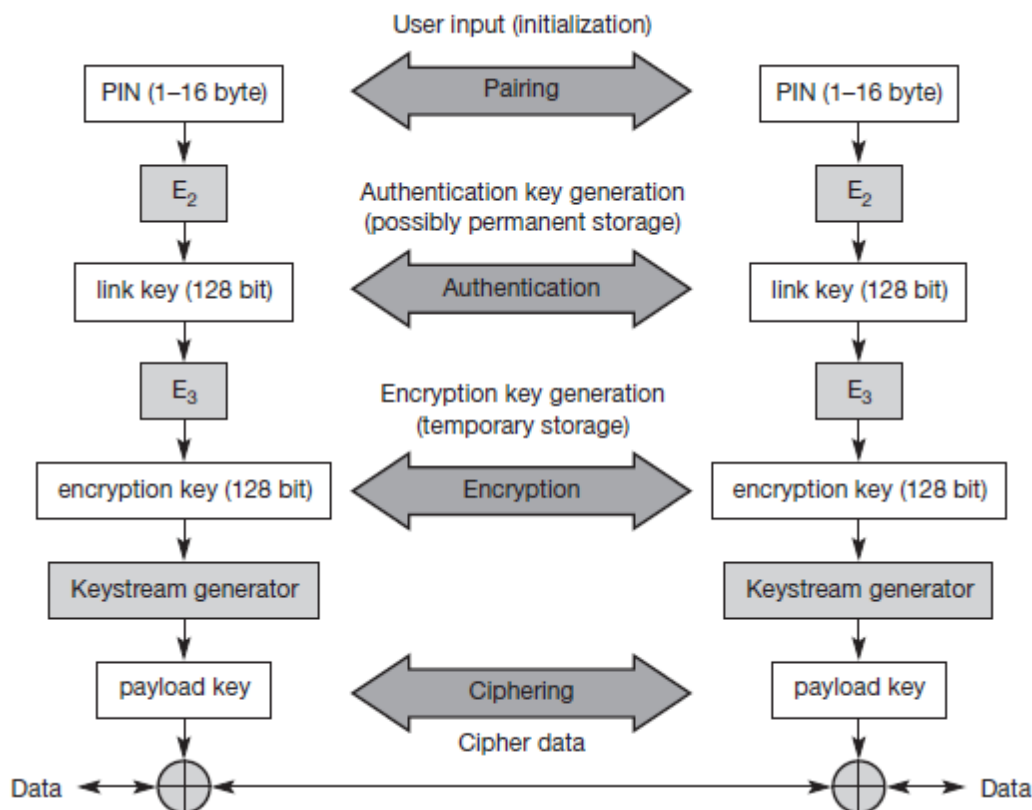 User input (initialization)
PIN (1–16 byte) Pairing PIN (1–16 byte)
E₂ E₂
Authentication key generation
(possibly permanent storage)
link key (128 bit) Authentication link key (128 bit)
E₃ E₃
Encryption key generation
(temporary storage)
encryption key (128 bit) Encryption encryption key (128 bit)
Keystream generator Keystream generator
payload key Ciphering payload key
Cipher data
Data Data